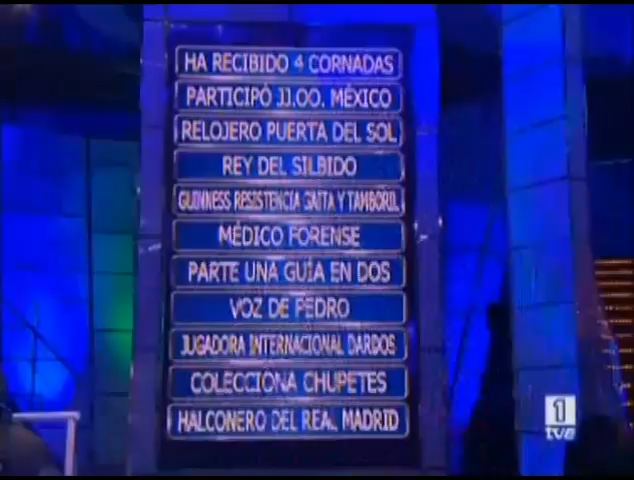 HA RECIBIDO 4 CORNADAS
PARTICIPÓ JJ.OO. MÉXICO
RELOJERO PUERTA DEL SOL
REY DEL SILBIDO
GUINNESS RESISTENCIA GAITA Y TAMBORIL
MÉDICO FORENSE
PARTE UNA GUÍA EN DOS
VOZ DE PEDRO
JUGADORA INTERNACIONAL DARDOS
COLECCIONA CHUPETES
HALCONERO DEL REAL MADRID
1
tve